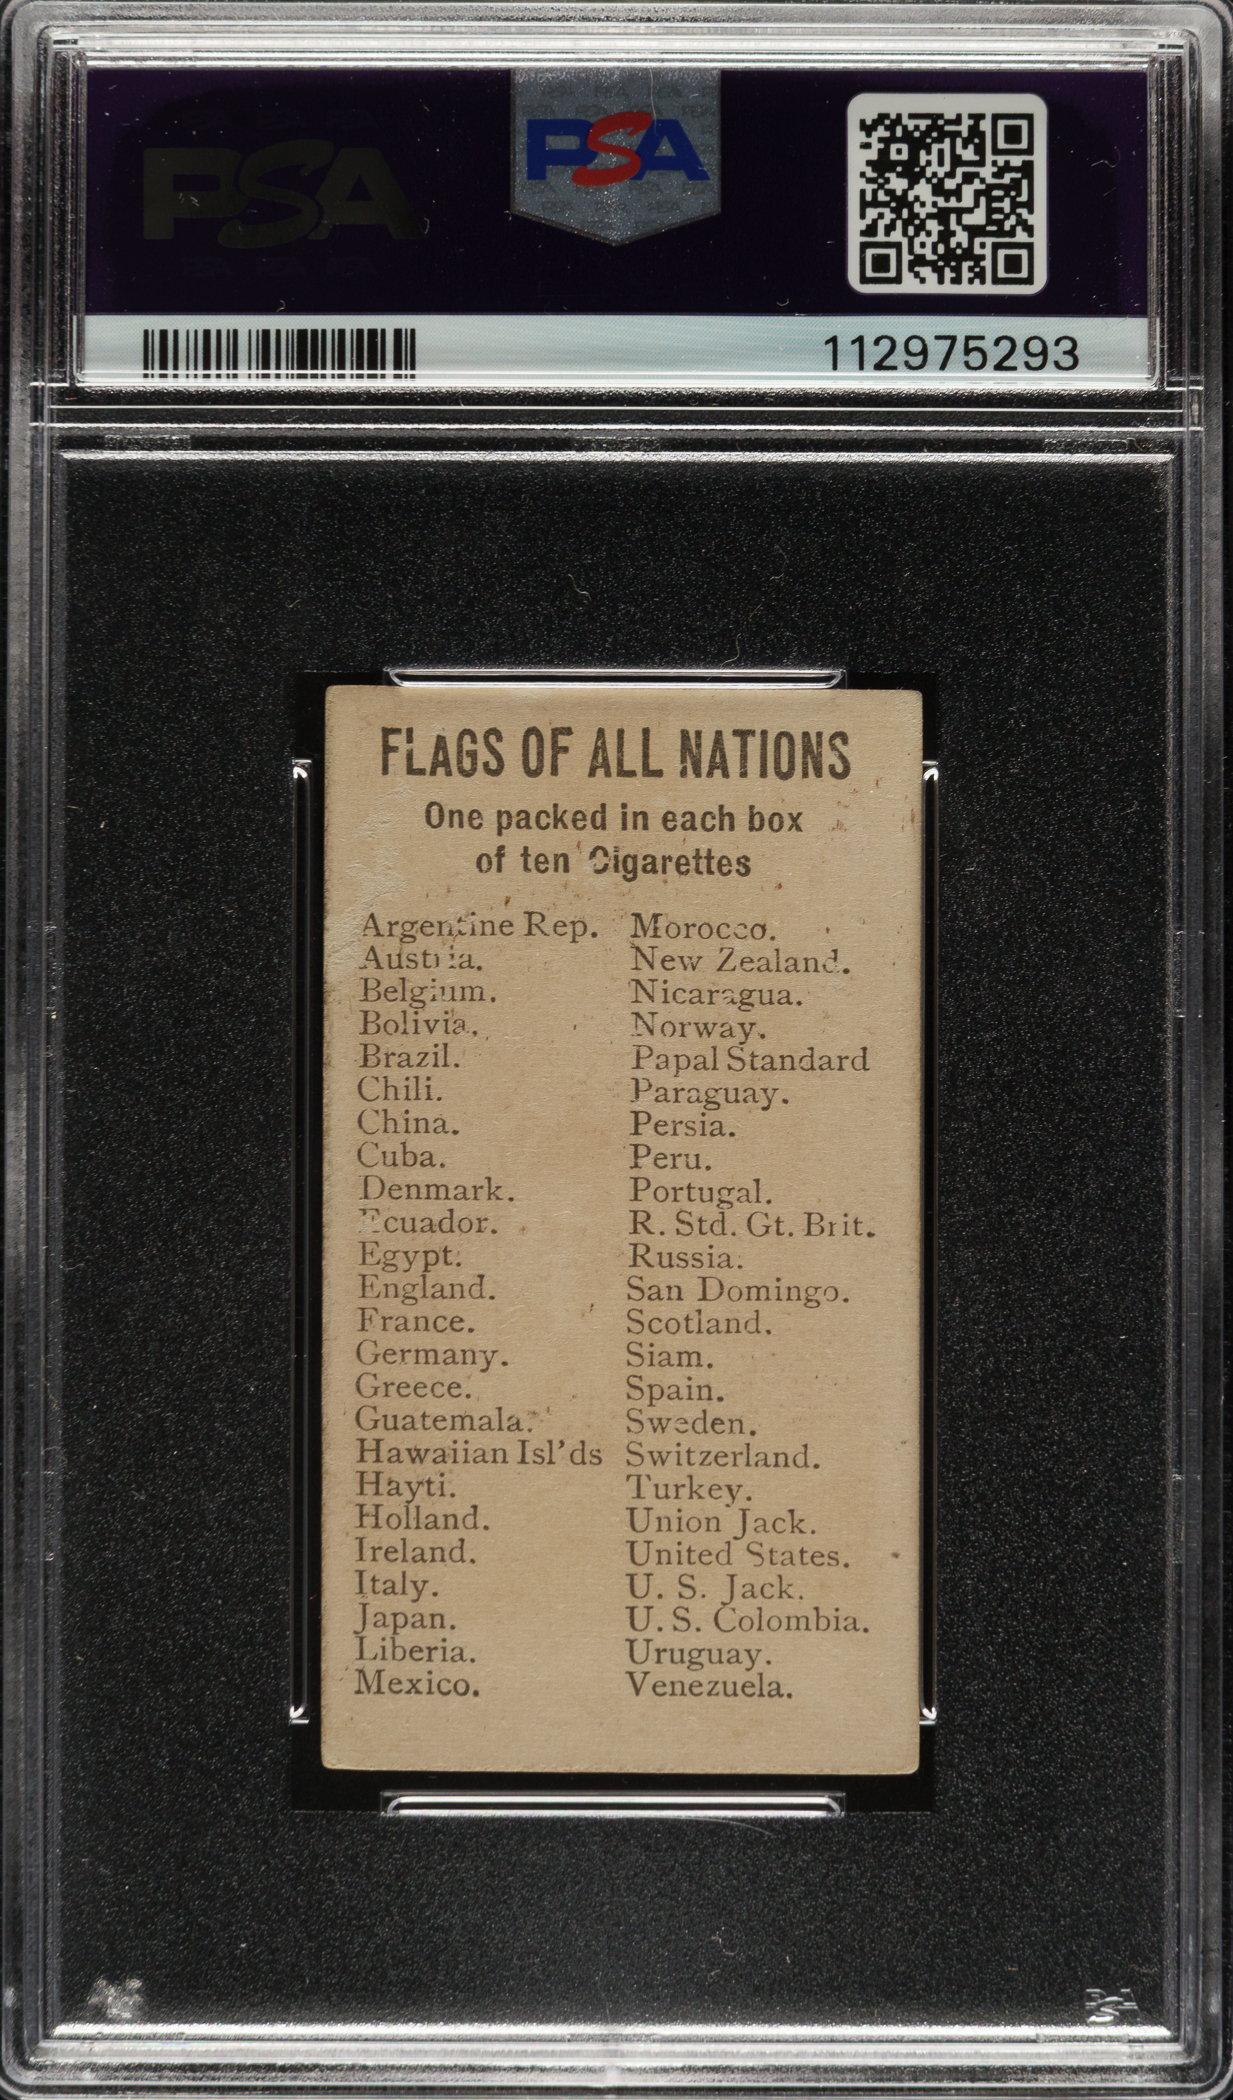 PSA
PSA
112975293
FLAGS OF ALL NATIONS
One packed in each box
of ten Cigarettes
Argentine Rep.
Austria.
Belgium.
Bolivia.
Brazil.
Chili.
China.
Cuba.
Denmark.
Ecuador.
Egypt.
England.
France.
Germany.
Greece.
Guatemala.
Hawaiian Isl'ds
Hayti.
Holland.
Ireland.
Italy.
Japan.
Liberia.
Mexico.
Morocco.
New Zealand.
Nicaragua.
Norway.
Papal Standard
Paraguay.
Persia.
Peru.
Portugal.
R. Std. Gt. Brit.
Russia.
San Domingo.
Scotland.
Siam.
Spain.
Sweden.
Switzerland.
Turkey.
Union Jack.
United States.
U. S. Jack.
U. S. Colombia.
Uruguay.
Venezuela.
PSA